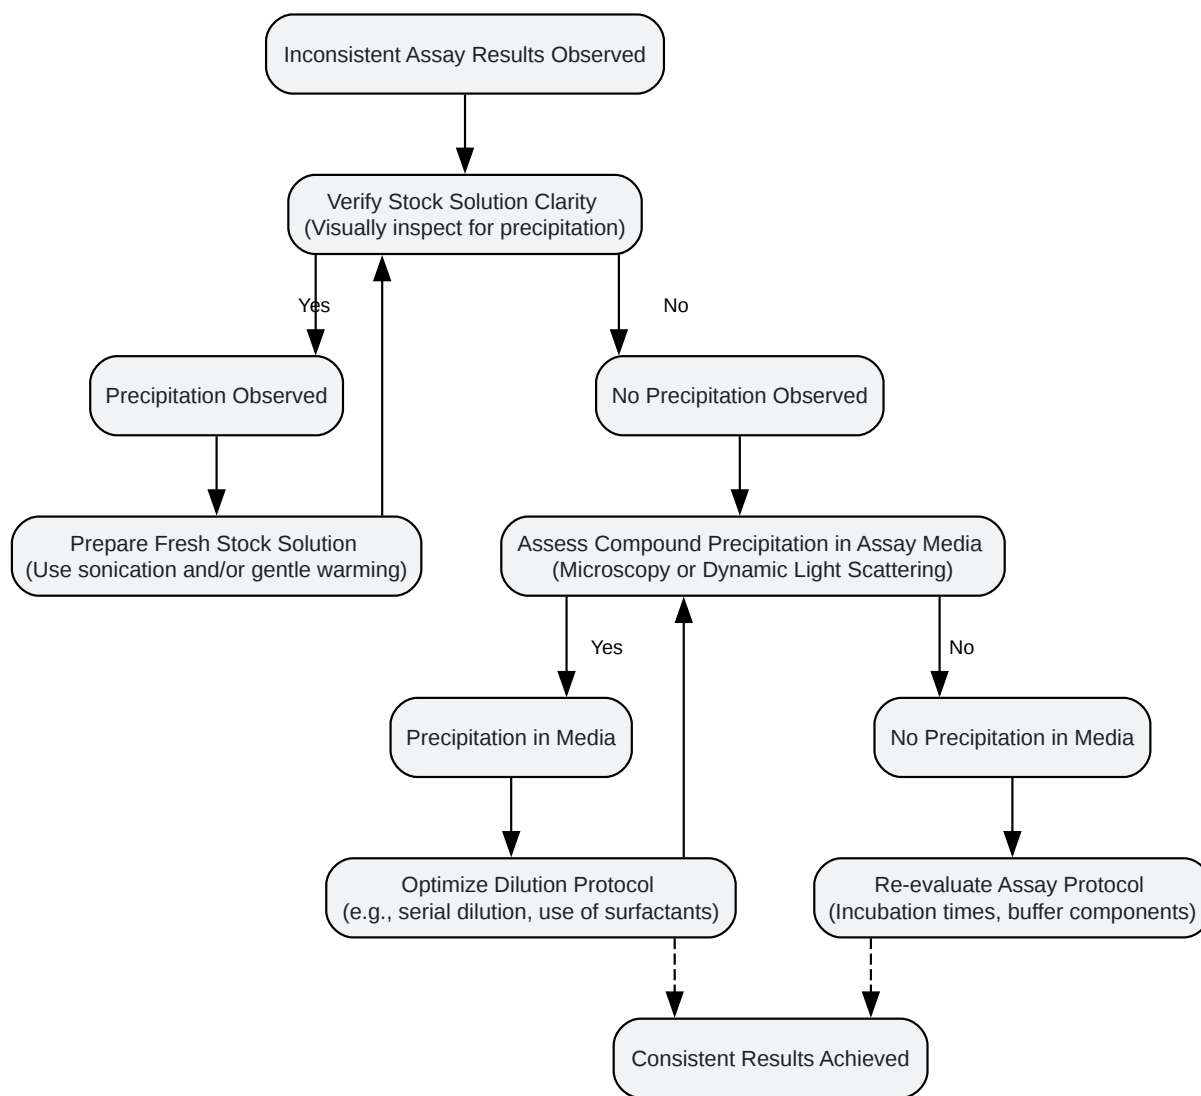 Inconsistent Assay Results Observed
Verify Stock Solution Clarity
(Visually inspect for precipitation)
Yes
No
Precipitation Observed
No Precipitation Observed
Prepare Fresh Stock Solution
(Use sonication and/or gentle warming)
Assess Compound Precipitation in Assay Media
(Microscopy or Dynamic Light Scattering)
Yes
No
Precipitation in Media
No Precipitation in Media
Optimize Dilution Protocol
(e.g., serial dilution, use of surfactants)
Re-evaluate Assay Protocol
(Incubation times, buffer components)
Consistent Results Achieved